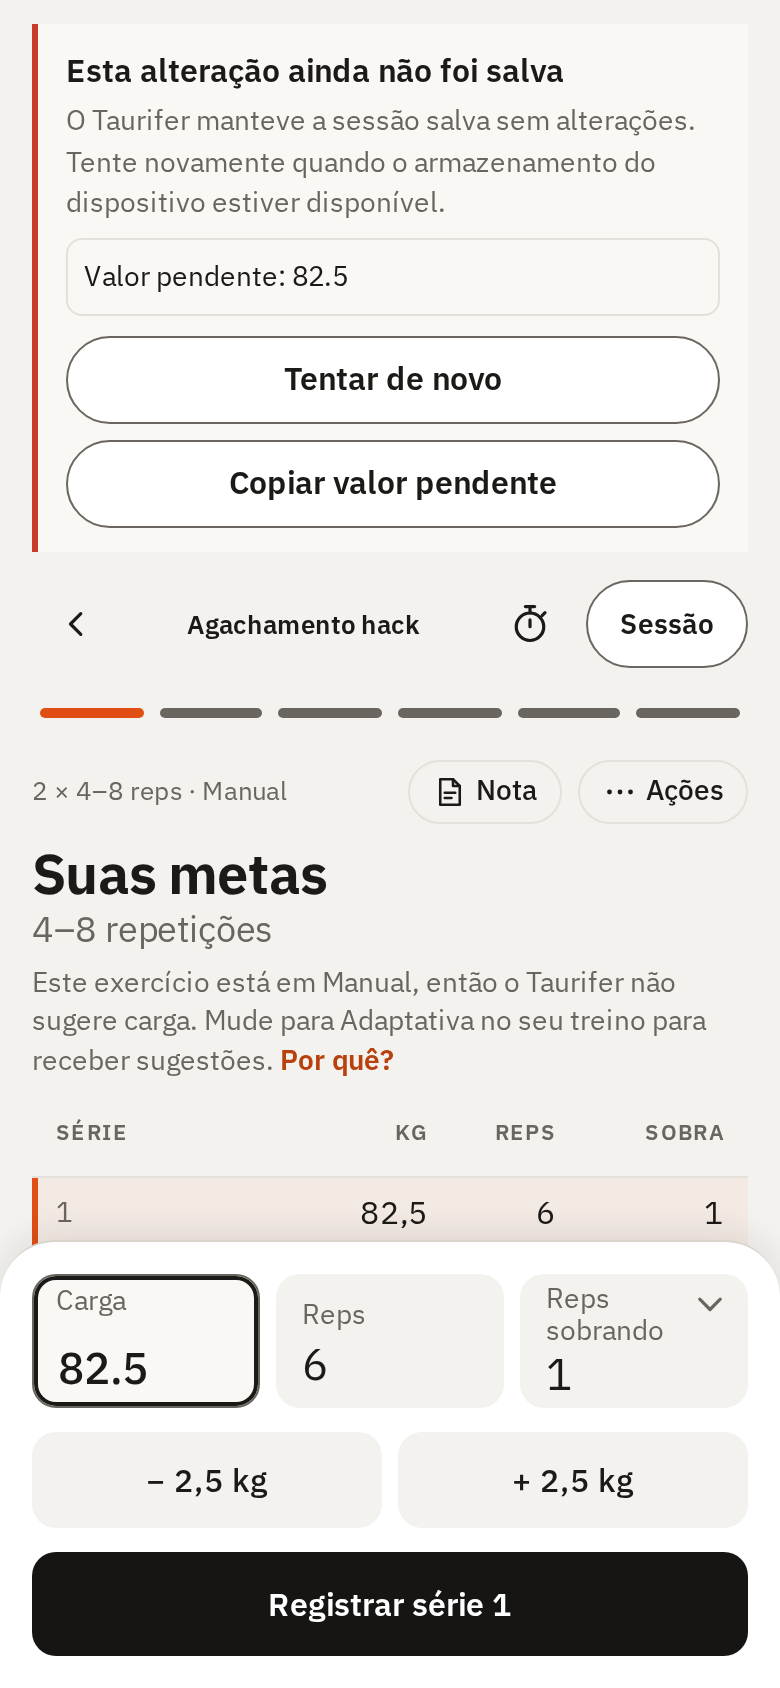 Esta alteração ainda não foi salva
O Taurifer manteve a sessão salva sem alterações.
Tente novamente quando o armazenamento do
dispositivo estiver disponível.
Valor pendente: 82.5
Tentar de novo
Copiar valor pendente
Agachamento hack
Sessão
2 × 4–8 reps · Manual
Nota
Ações
Suas metas
4–8 repetições
Este exercício está em Manual, então o Taurifer não
sugere carga. Mude para Adaptativa no seu treino para
receber sugestões. Por quê?
SÉRIE KG REPS SOBRA
1 82,5 6 1
Carga
82.5
Reps
6
Reps
sobrando
1
– 2,5 kg
+ 2,5 kg
Registrar série 1